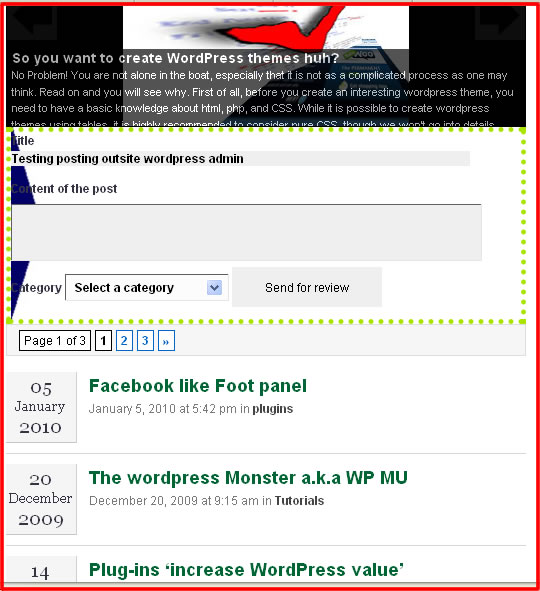 So you want to create WordPress themes huh?
No Problem! You are not alone in the boat, especially that it is not as a complicated process as one may
think. Read on and you will see why. First of all, before you create an interesting wordpress theme, you
need to have a basic knowledge about html, php, and CSS. While it is possible to create wordpress
themes using tables, it is highly recommended to consider pure CSS, though we won't go into details
Title
Testing posting outsite wordpress admin
Content of the post
Category Select a category Send for review
Page 1 of 3 1 2 3 »
05
January
2010
Facebook like Foot panel
January 5, 2010 at 5:42 pm in plugins
20
December
2009
The wordpress Monster a.k.a WP MU
December 20, 2009 at 9:15 am in Tutorials
14
Plug-ins ‘increase WordPress value’